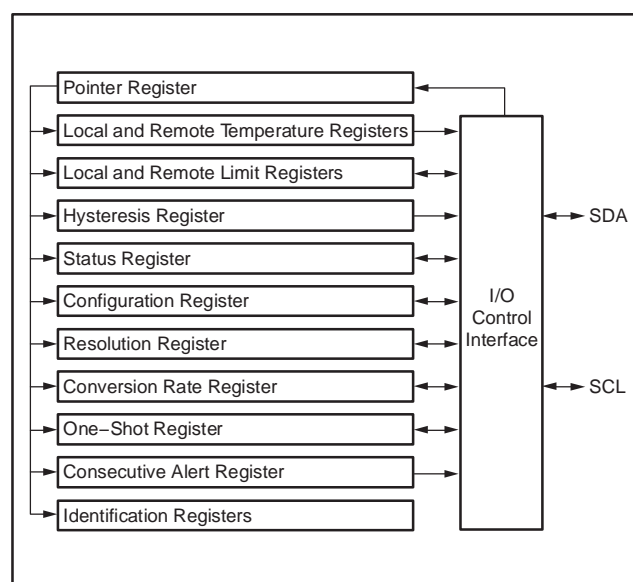 Pointer Register
Local and Remote Temperature Registers
Local and Remote Limit Registers
Hysteresis Register
SDA
Status Register
Configuration Register
I/O
Control
Interface
Resolution Register
Conversion Rate Register
SCL
One−Shot Register
Consecutive Alert Register
Identification Registers